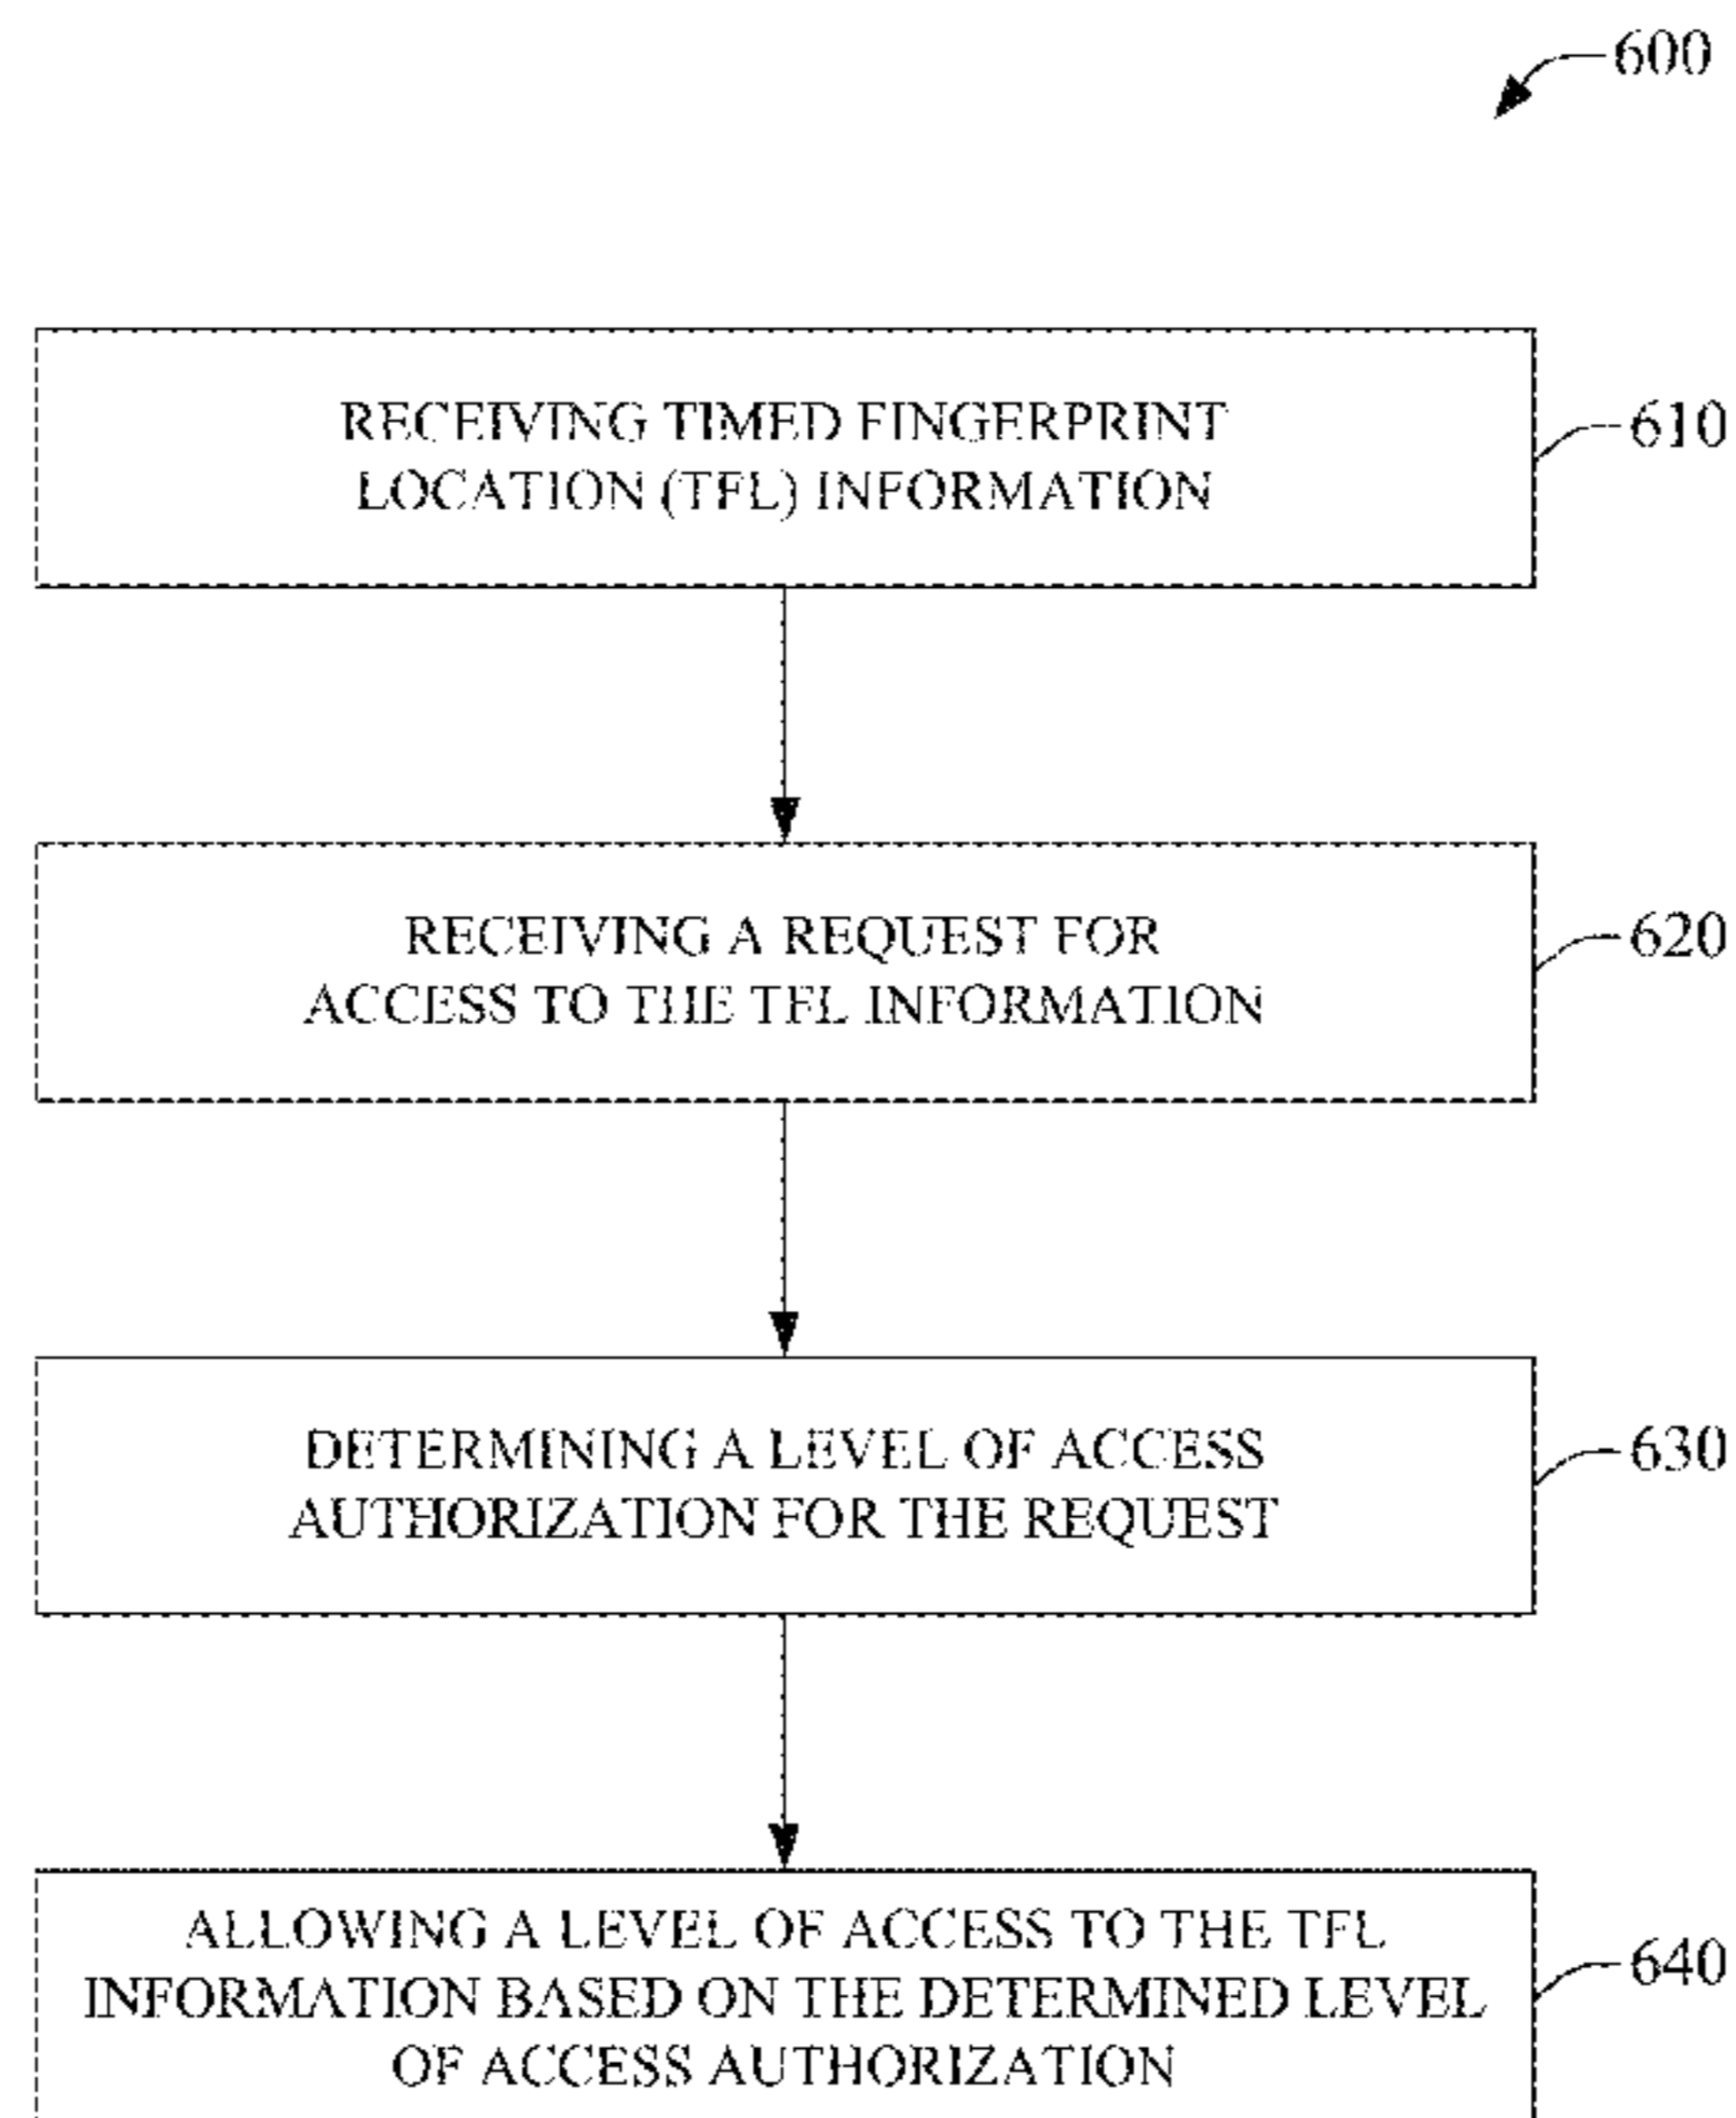 600
RECEIVING TIMED FINGERPRINT
LOCATION (TFL) INFORMATION
610
RECEIVING A REQUEST FOR
ACCESS TO THE TFL INFORMATION
620
DETERMINING A LEVEL OF ACCESS
AUTHORIZATION FOR THE REQUEST
630
ALLOWING A LEVEL OF ACCESS TO THE TFL
INFORMATION BASED ON THE DETERMINED LEVEL
OF ACCESS AUTHORIZATION
640